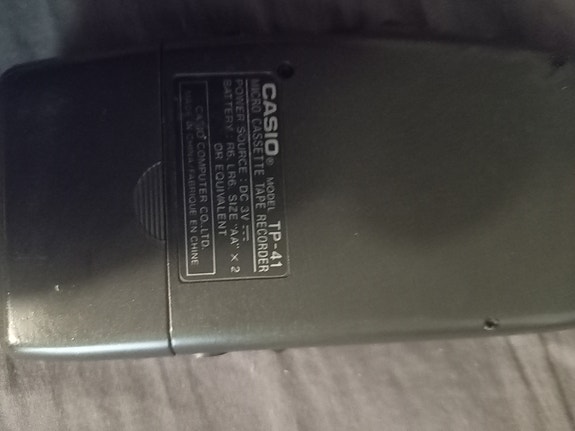 CASIO® MODEL TP-41
MICRO CASSETTE TAPE RECORDER
POWER SOURCE : DC 3V ⎓
BATTERY : R6, LR6, SIZE "AA" × 2
OR EQUIVALENT
CASIO COMPUTER CO., LTD.
MADE IN CHINA/FABRIQUE EN CHINE